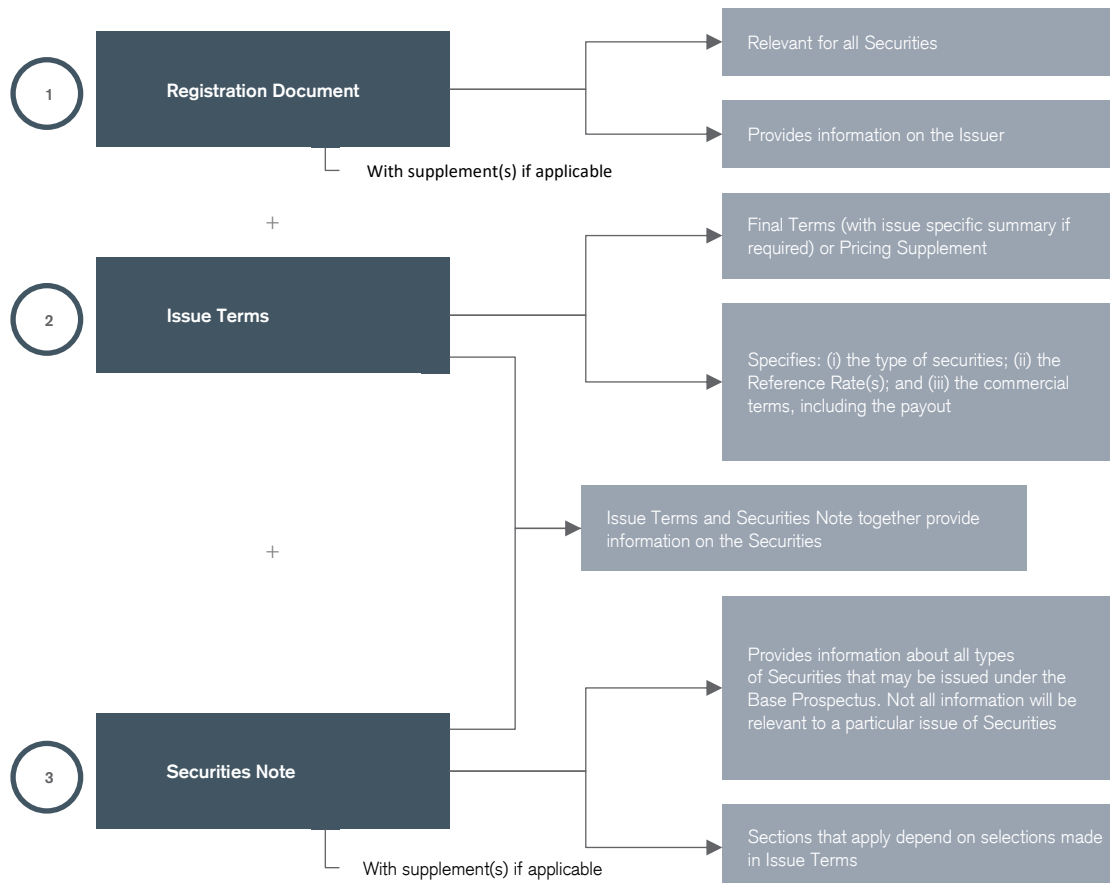 Relevant for all Securities
1
Registration Document
Provides information on the Issuer
With supplement(s) if applicable
+
Final Terms (with issue specific summary if
required) or Pricing Supplement
2
Issue Terms
Specifies: (i) the type of securities; (ii) the
Reference Rate(s); and (iii) the commercial
terms, including the payout
Issue Terms and Securities Note together provide
information on the Securities
+
Provides information about all types
of Securities that may be issued under the
Base Prospectus. Not all information will be
relevant to a particular issue of Securities
3
Securities Note
Sections that apply depend on selections made
in Issue Terms
With supplement(s) if applicable